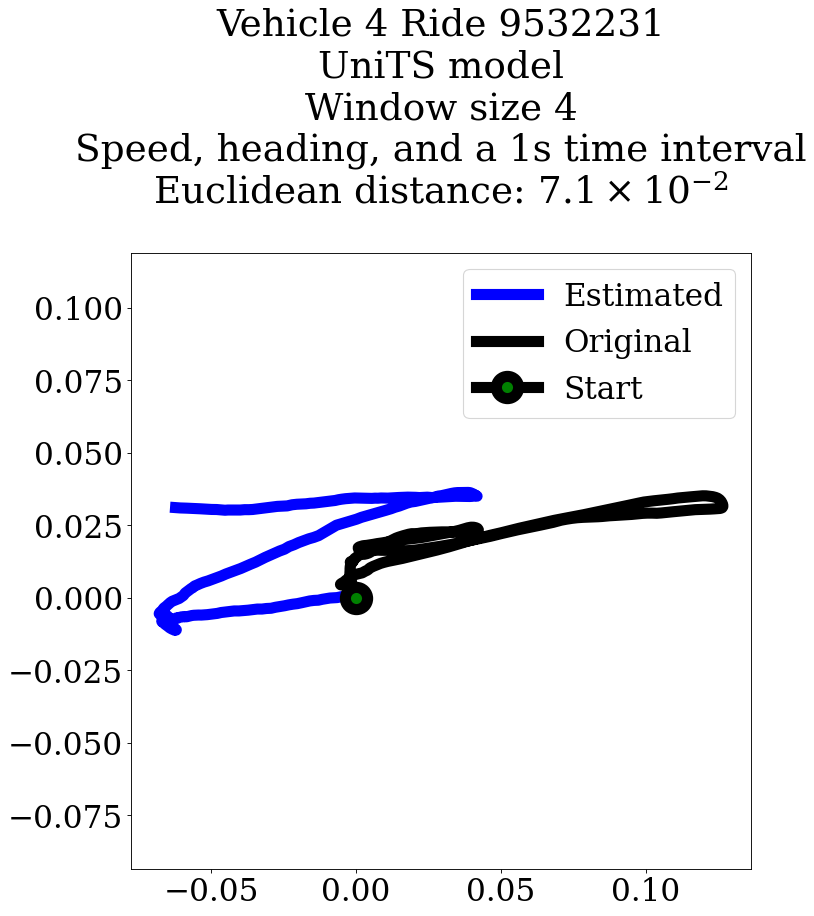 Vehicle 4 Ride 9532231
UniTS model
Window size 4
Speed, heading, and a 1s time interval
Euclidean distance: 7.1 × 10⁻²
Estimated
Original
Start
0.100
0.075
0.050
0.025
0.000
−0.025
−0.050
−0.075
−0.05 0.00 0.05 0.10